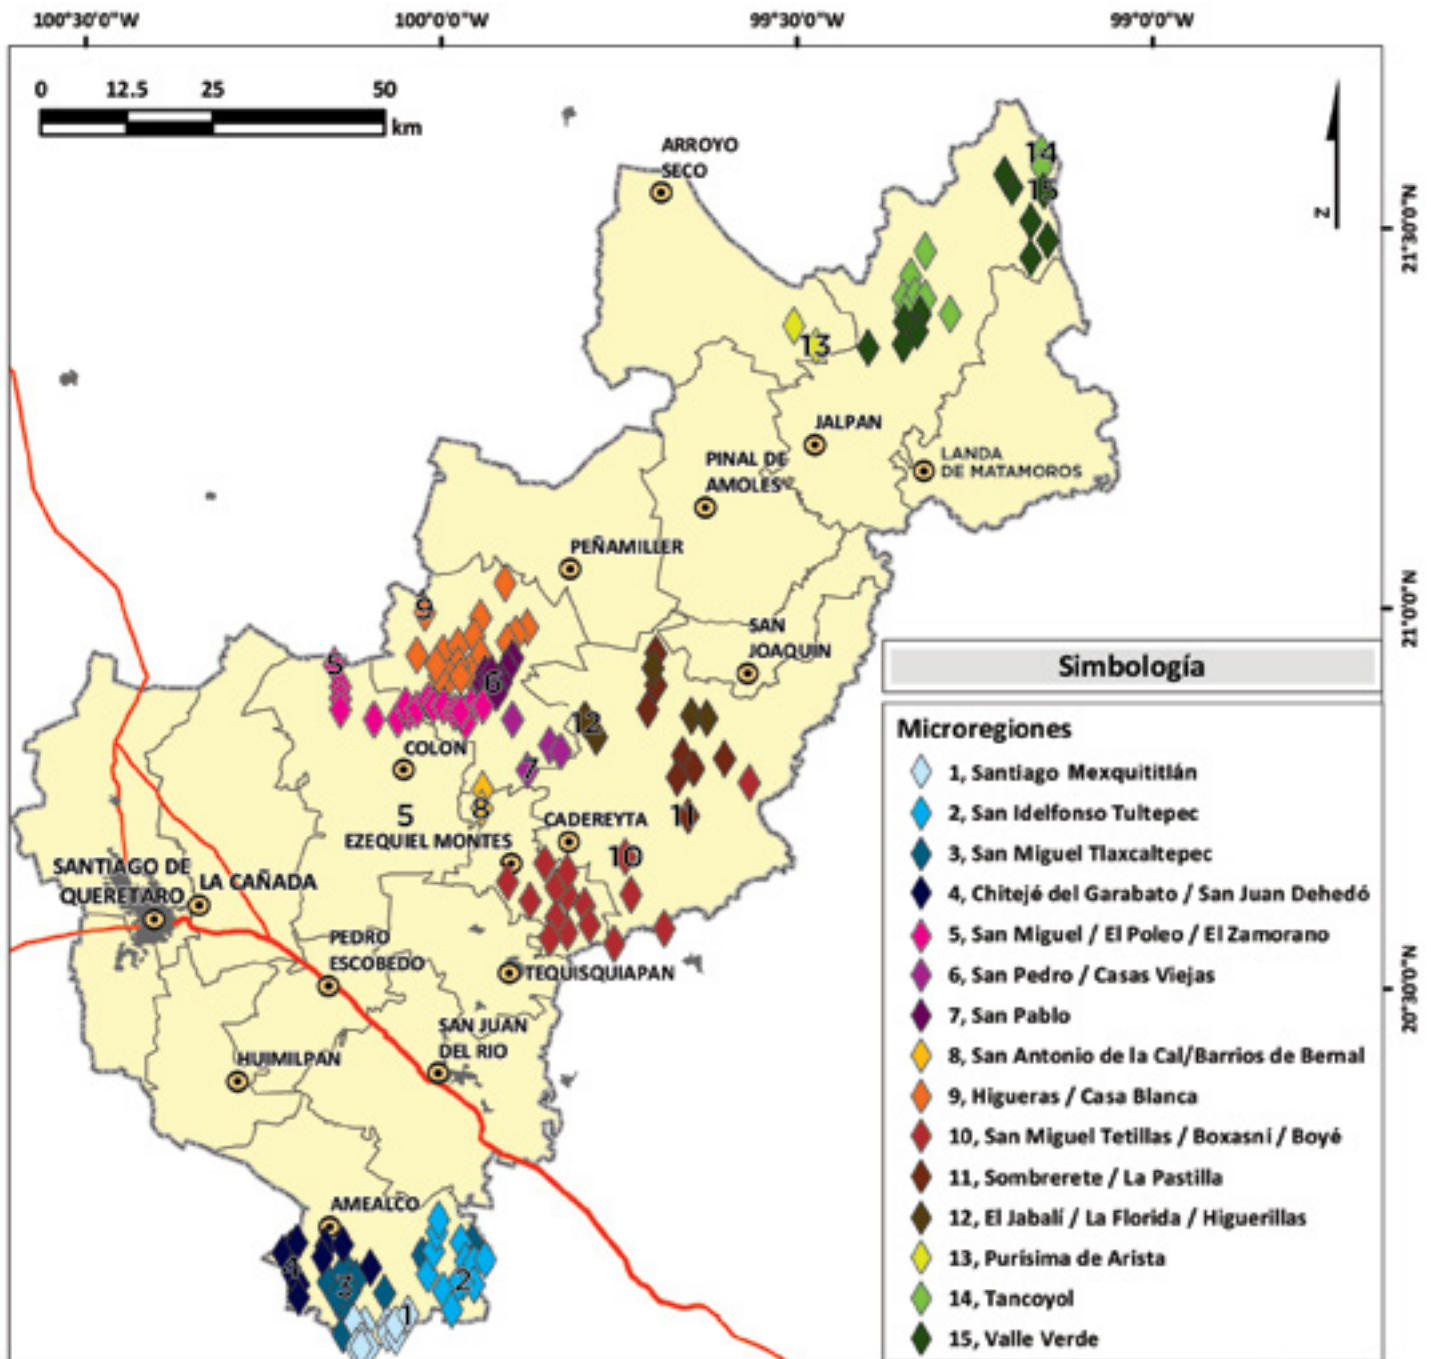 100°30'0"W 100°0'0"W 99°30'0"W 99°0'0"W
0 12.5 25 50
km
N
21°30'0"N
21°0'0"N
20°30'0"N
ARROYO
SECO
14
15
13
JALPAN
LANDA
DE MATAMOROS
PINAL DE
AMOLES
PEÑAMILLER
9
SAN
JOAQUIN
5
6
12
COLON
7
5
8
11
EZEQUIEL MONTES
CADEREYTA
10
SANTIAGO DE
QUERETARO
LA CAÑADA
PEDRO
ESCOBEDO
TEQUISQUIAPAN
SAN JUAN
DEL RIO
HUIMILPAN
AMEALCO
4
3
2
1
Simbología
Microregiones
1, Santiago Mexquititlán
2, San Idelfonso Tultepec
3, San Miguel Tlaxcaltepec
4, Chitejé del Garabato / San Juan Dehedó
5, San Miguel / El Poleo / El Zamorano
6, San Pedro / Casas Viejas
7, San Pablo
8, San Antonio de la Cal/Barrios de Bernal
9, Higueras / Casa Blanca
10, San Miguel Tetillas / Boxasní / Boyé
11, Sombrerete / La Pastilla
12, El Jabalí / La Florida / Higuerillas
13, Purísima de Arista
14, Tancoyol
15, Valle Verde